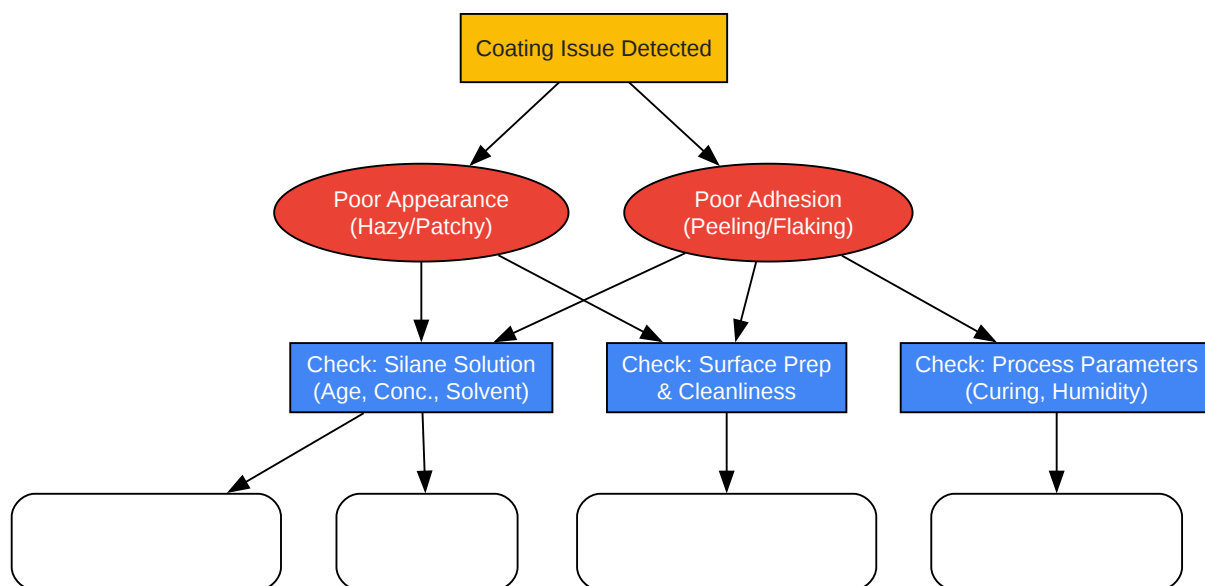 Coating Issue Detected
Poor Appearance
(Hazy/Patchy)
Poor Adhesion
(Peeling/Flaking)
Check: Silane Solution
(Age, Conc., Solvent)
Check: Surface Prep
& Cleanliness
Check: Process Parameters
(Curing, Humidity)